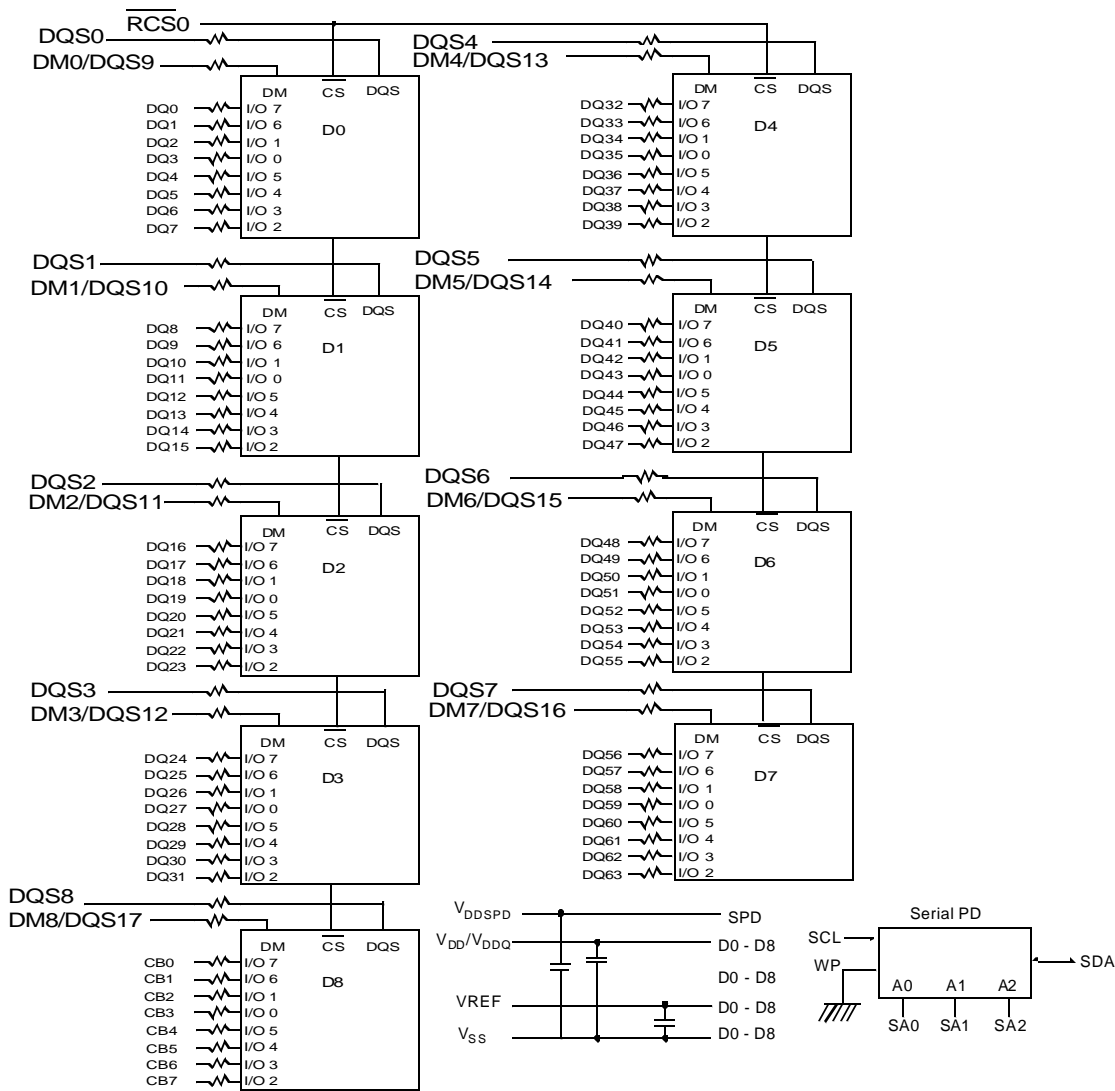 RCS0
DQS0
DM0/DQS9
DM CS DQS
D0
DQ0 I/O 7
DQ1 I/O 6
DQ2 I/O 1
DQ3 I/O 0
DQ4 I/O 5
DQ5 I/O 4
DQ6 I/O 3
DQ7 I/O 2
DQS1
DM1/DQS10
DM CS DQS
D1
DQ8 I/O 7
DQ9 I/O 6
DQ10 I/O 1
DQ11 I/O 0
DQ12 I/O 5
DQ13 I/O 4
DQ14 I/O 3
DQ15 I/O 2
DQS2
DM2/DQS11
DM CS DQS
D2
DQ16 I/O 7
DQ17 I/O 6
DQ18 I/O 1
DQ19 I/O 0
DQ20 I/O 5
DQ21 I/O 4
DQ22 I/O 3
DQ23 I/O 2
DQS3
DM3/DQS12
DM CS DQS
D3
DQ24 I/O 7
DQ25 I/O 6
DQ26 I/O 1
DQ27 I/O 0
DQ28 I/O 5
DQ29 I/O 4
DQ30 I/O 3
DQ31 I/O 2
DQS8
DM8/DQS17
DM CS DQS
D8
CB0 I/O 7
CB1 I/O 6
CB2 I/O 1
CB3 I/O 0
CB4 I/O 5
CB5 I/O 4
CB6 I/O 3
CB7 I/O 2
DQS4
DM4/DQS13
DM CS DQS
D4
DQ32 I/O 7
DQ33 I/O 6
DQ34 I/O 1
DQ35 I/O 0
DQ36 I/O 5
DQ37 I/O 4
DQ38 I/O 3
DQ39 I/O 2
DQS5
DM5/DQS14
DM CS DQS
D5
DQ40 I/O 7
DQ41 I/O 6
DQ42 I/O 1
DQ43 I/O 0
DQ44 I/O 5
DQ45 I/O 4
DQ46 I/O 3
DQ47 I/O 2
DQS6
DM6/DQS15
DM CS DQS
D6
DQ48 I/O 7
DQ49 I/O 6
DQ50 I/O 1
DQ51 I/O 0
DQ52 I/O 5
DQ53 I/O 4
DQ54 I/O 3
DQ55 I/O 2
DQS7
DM7/DQS16
DM CS DQS
D7
DQ56 I/O 7
DQ57 I/O 6
DQ58 I/O 1
DQ59 I/O 0
DQ60 I/O 5
DQ61 I/O 4
DQ62 I/O 3
DQ63 I/O 2
VDDSPD SPD
VDD/VDDQ D0 - D8
D0 - D8
VREF D0 - D8
VSS D0 - D8
Serial PD
SCL
WP
SDA
A0 A1 A2
SA0 SA1 SA2